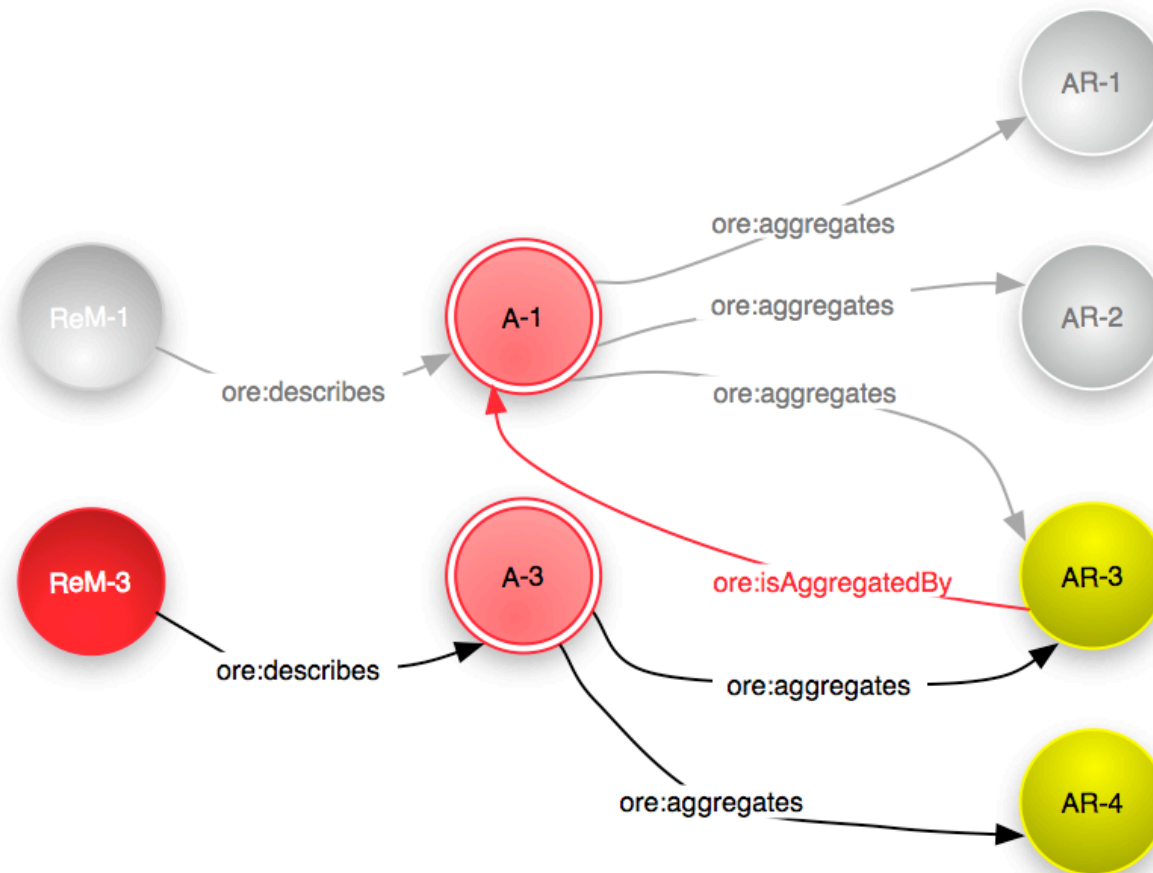 AR-1
ore:aggregates
ReM-1
A-1
ore:aggregates
AR-2
ore:describes
ore:aggregates
ReM-3
A-3
ore:isAggregatedBy
AR-3
ore:describes
ore:aggregates
ore:aggregates
AR-4